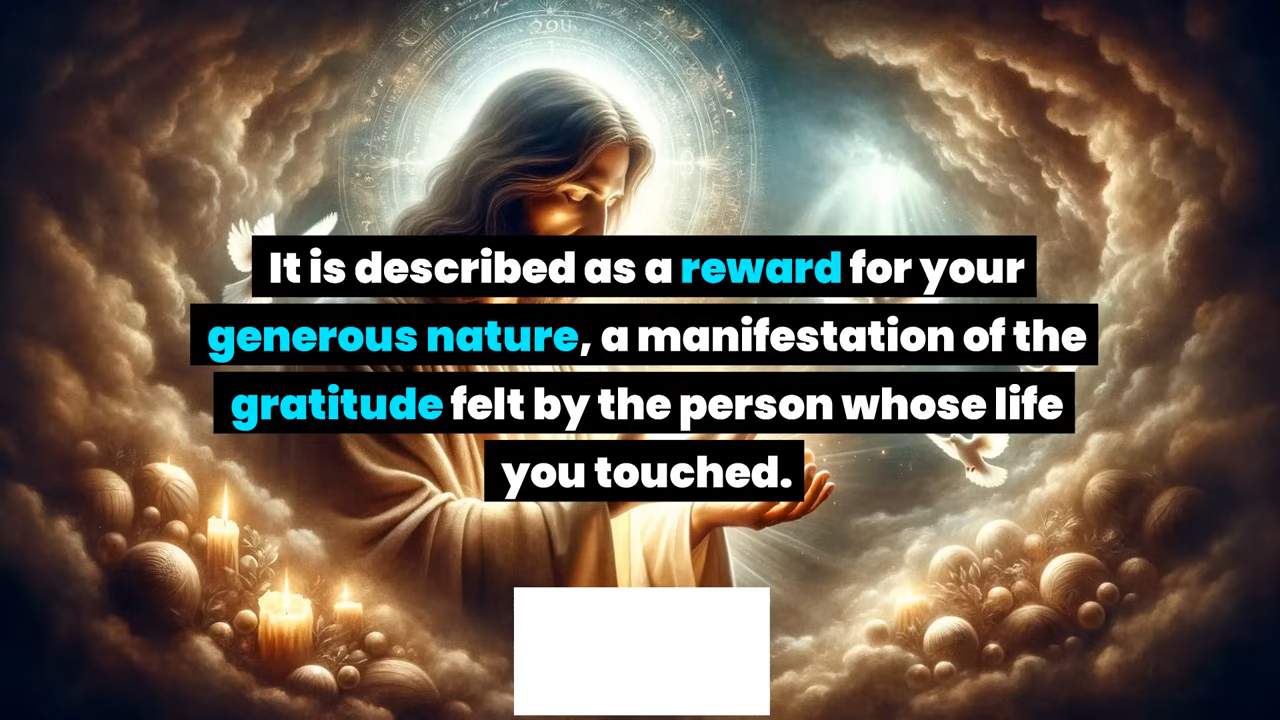 It is described as a reward for your
generous nature, a manifestation of the
gratitude felt by the person whose life
you touched.